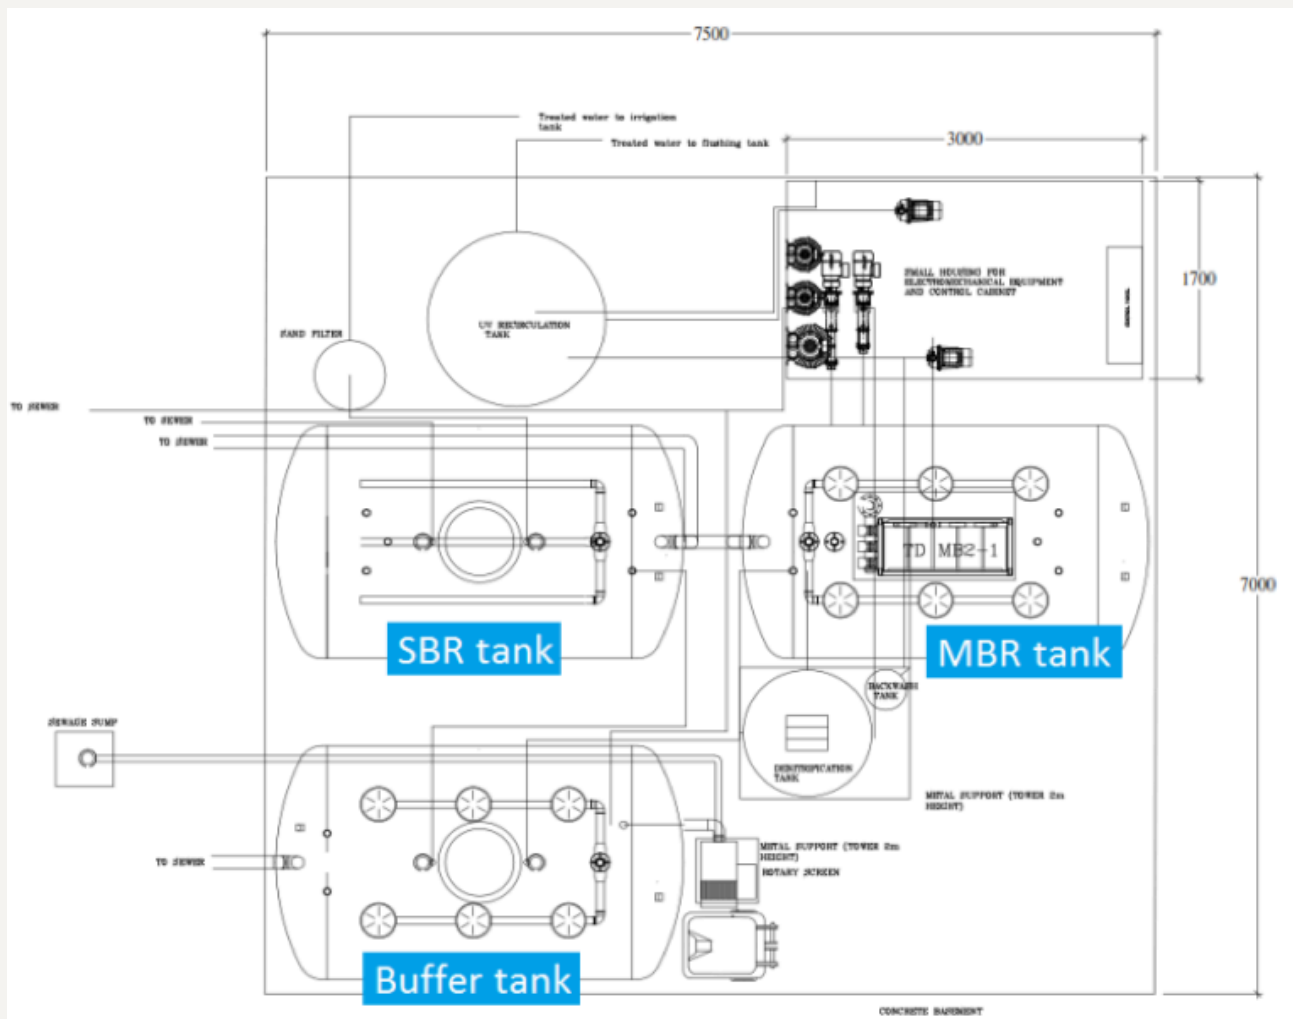 7500
Treated water to irrigation
tank
Treated water to flushing tank
3000
SMALL HOUSING FOR
ELECTROMECHANICAL EQUIPMENT
AND CONTROL CABINET
1700
UV RECIRCULATION
TANK
SAND FILTER
TO SEWER
TO SEWER
TO SEWER
TD MB2-1
7000
SBR tank
MBR tank
BACKWASH
TANK
SEWAGE SUMP
DENITRIFICATION
TANK
METAL SUPPORT (TOWER 2m
HEIGHT)
METAL SUPPORT (TOWER 2m
HEIGHT)
ROTARY SCREEN
TO SEWER
Buffer tank
CONCRETE BASEMENT